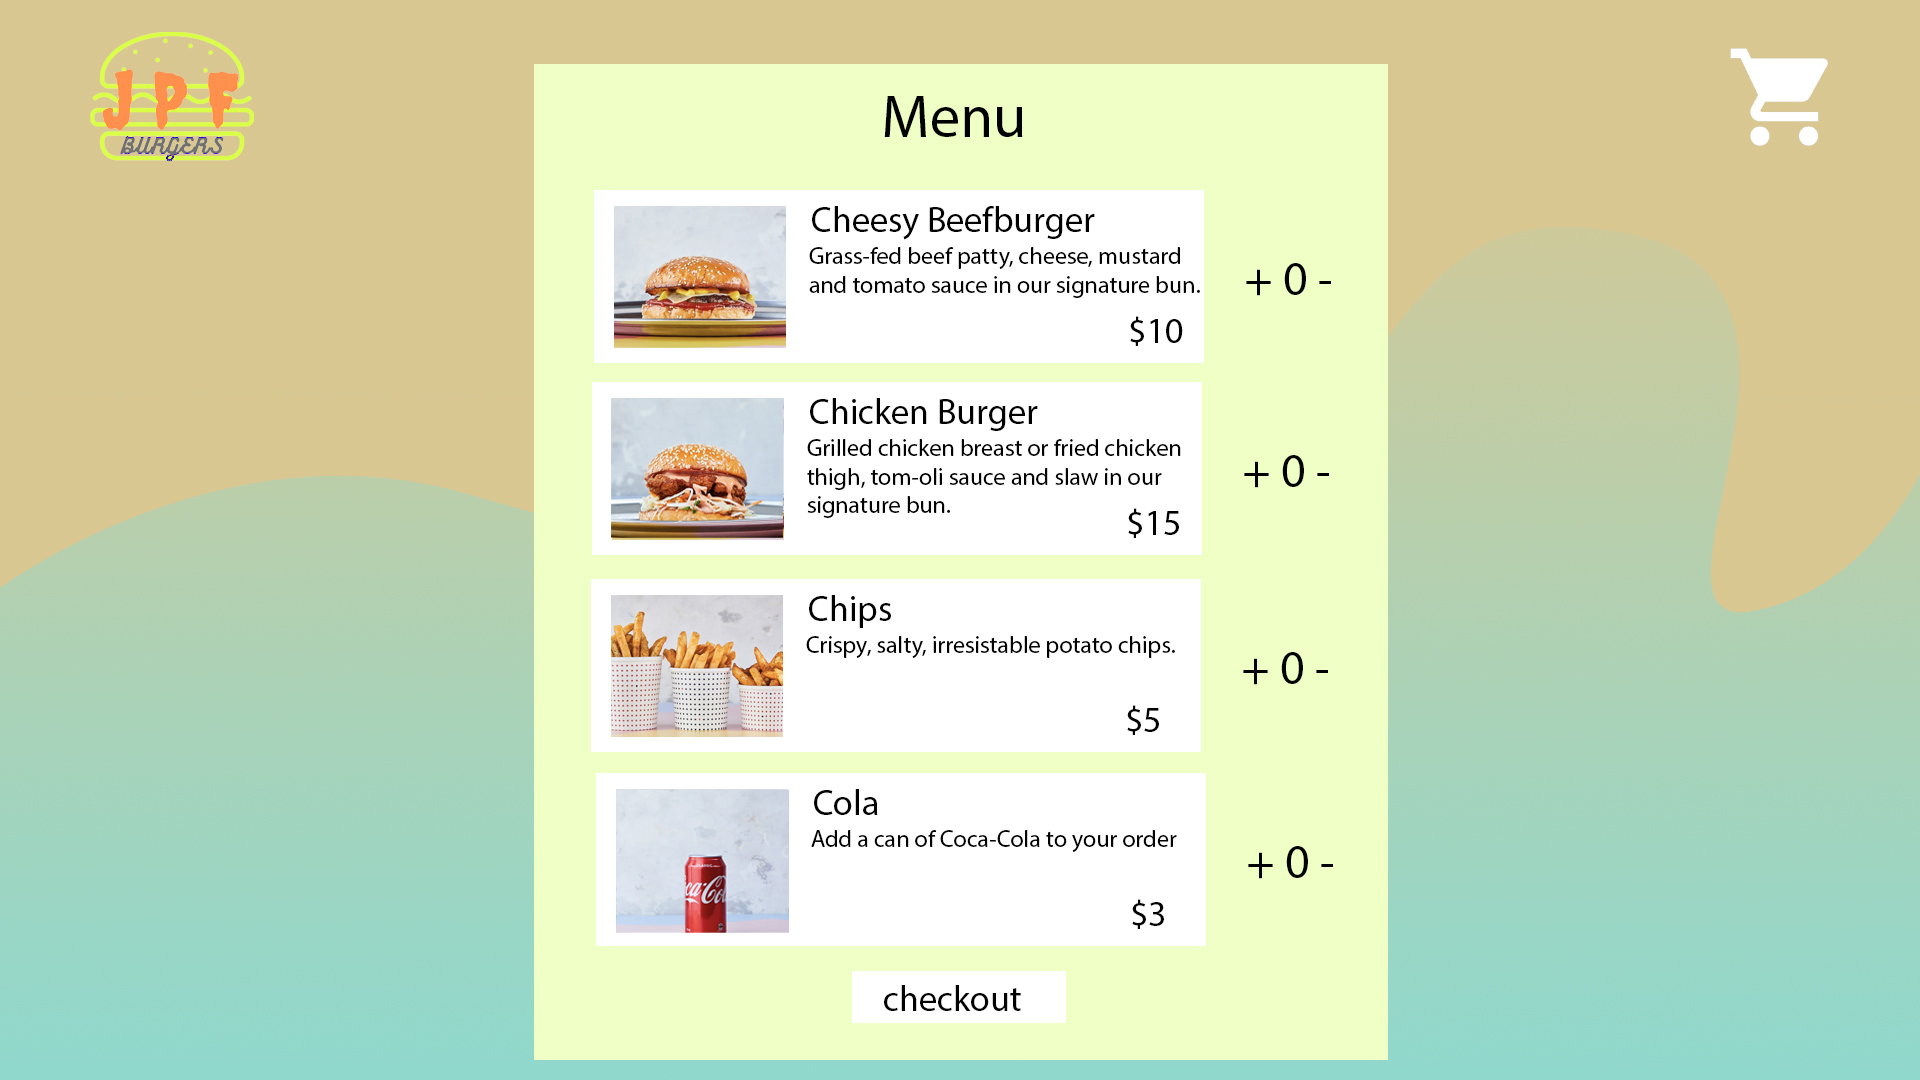 J P F
BURGERS
Menu
Cheesy Beefburger
Grass-fed beef patty, cheese, mustard
and tomato sauce in our signature bun.
$10
+ 0 -
Chicken Burger
Grilled chicken breast or fried chicken
thigh, tom-oli sauce and slaw in our
signature bun.
$15
+ 0 -
Chips
Crispy, salty, irresistable potato chips.
$5
+ 0 -
Cola
Add a can of Coca-Cola to your order
$3
+ 0 -
checkout